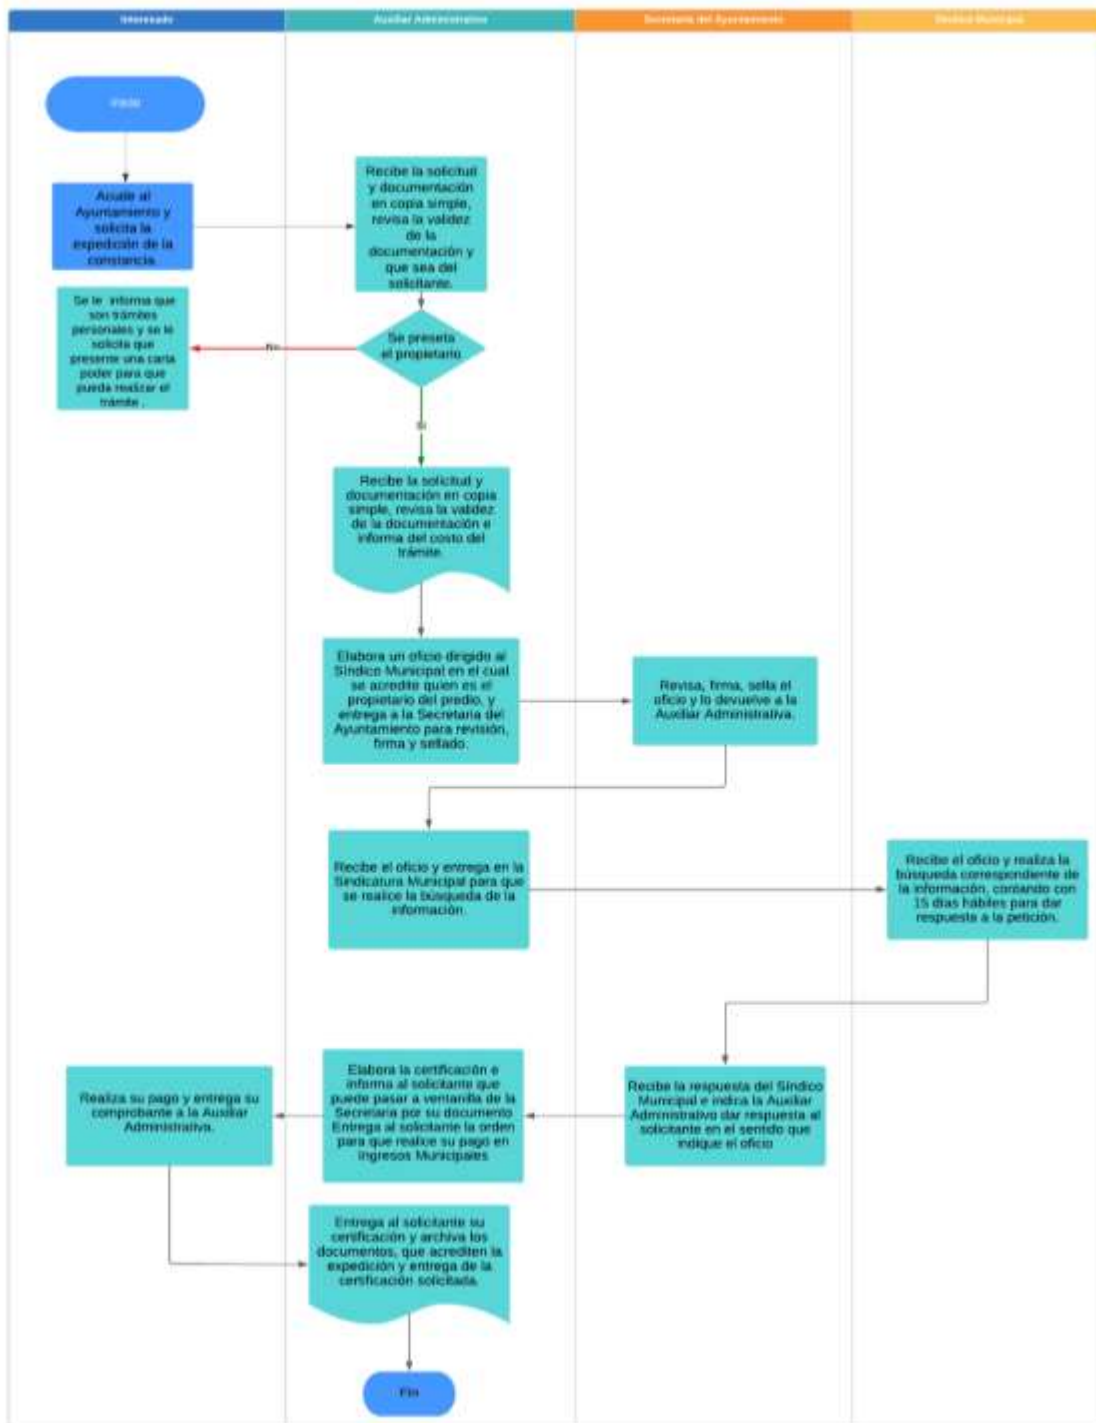 Interesado
Auxiliar Administrativo
Secretaría del Ayuntamiento
Síndico Municipal
Inicio
Acude al
Ayuntamiento y
solicita la
expedición de la
constancia.
Recibe la solicitud
y documentación
en copia simple,
revisa la validez
de la
documentación y
que sea del
solicitante.
Se le informa que
son trámites
personales y se le
solicita que
presente una carta
poder para que
pueda realizar el
trámite .
No
Se preseta
el propietario
Si
Recibe la solicitud y
documentación en copia
simple, revisa la validez
de la documentación e
informa del costo del
trámite.
Elabora un oficio dirigido al
Síndico Municipal en el cual
se acredite quien es el
propietario del predio, y
entrega a la Secretaria del
Ayuntamiento para revisión,
firma y sellado.
Revisa, firma, sella el
oficio y lo devuelve a la
Auxiliar Administrativa.
Recibe el oficio y entrega en la
Sindicatura Municipal para que
se realice la búsqueda de la
información.
Recibe el oficio y realiza la
búsqueda correspondiente de
la información, contando con
15 días hábiles para dar
respuesta a la petición.
Realiza su pago y entrega su
comprobante a la Auxiliar
Administrativa.
Elabora la certificación e
informa al solicitante que
puede pasar a ventanilla de la
Secretaria por su documento
Entrega al solicitante la orden
para que realice su pago en
Ingresos Municipales
Recibe la respuesta del Síndico
Municipal e indica la Auxiliar
Administrativo dar respuesta al
solicitante en el sentido que
indique el oficio
Entrega al solicitante su
certificación y archiva los
documentos, que acrediten la
expedición y entrega de la
certificación solicitada.
Fin